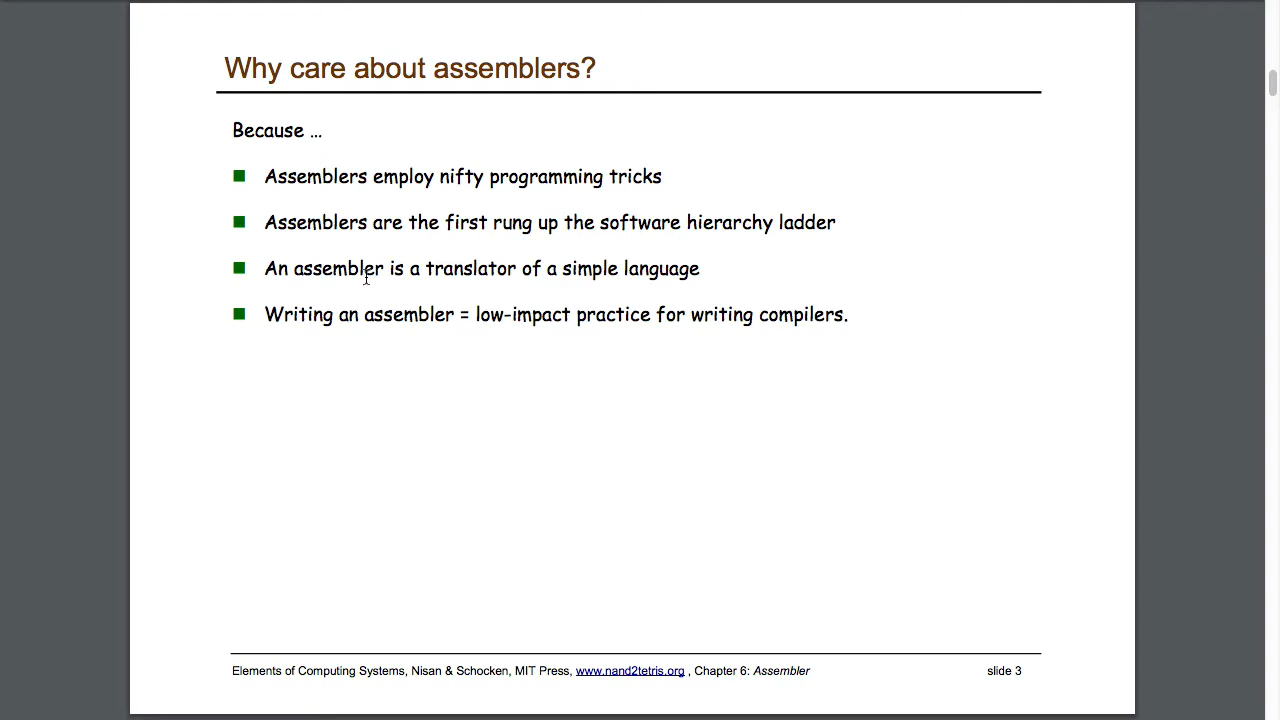 Why care about assemblers?
Because ...
Assemblers employ nifty programming tricks
Assemblers are the first rung up the software hierarchy ladder
An assembler is a translator of a simple language
Writing an assembler = low-impact practice for writing compilers.
Elements of Computing Systems, Nisan & Schocken, MIT Press, www.nand2tetris.org , Chapter 6: Assembler slide 3